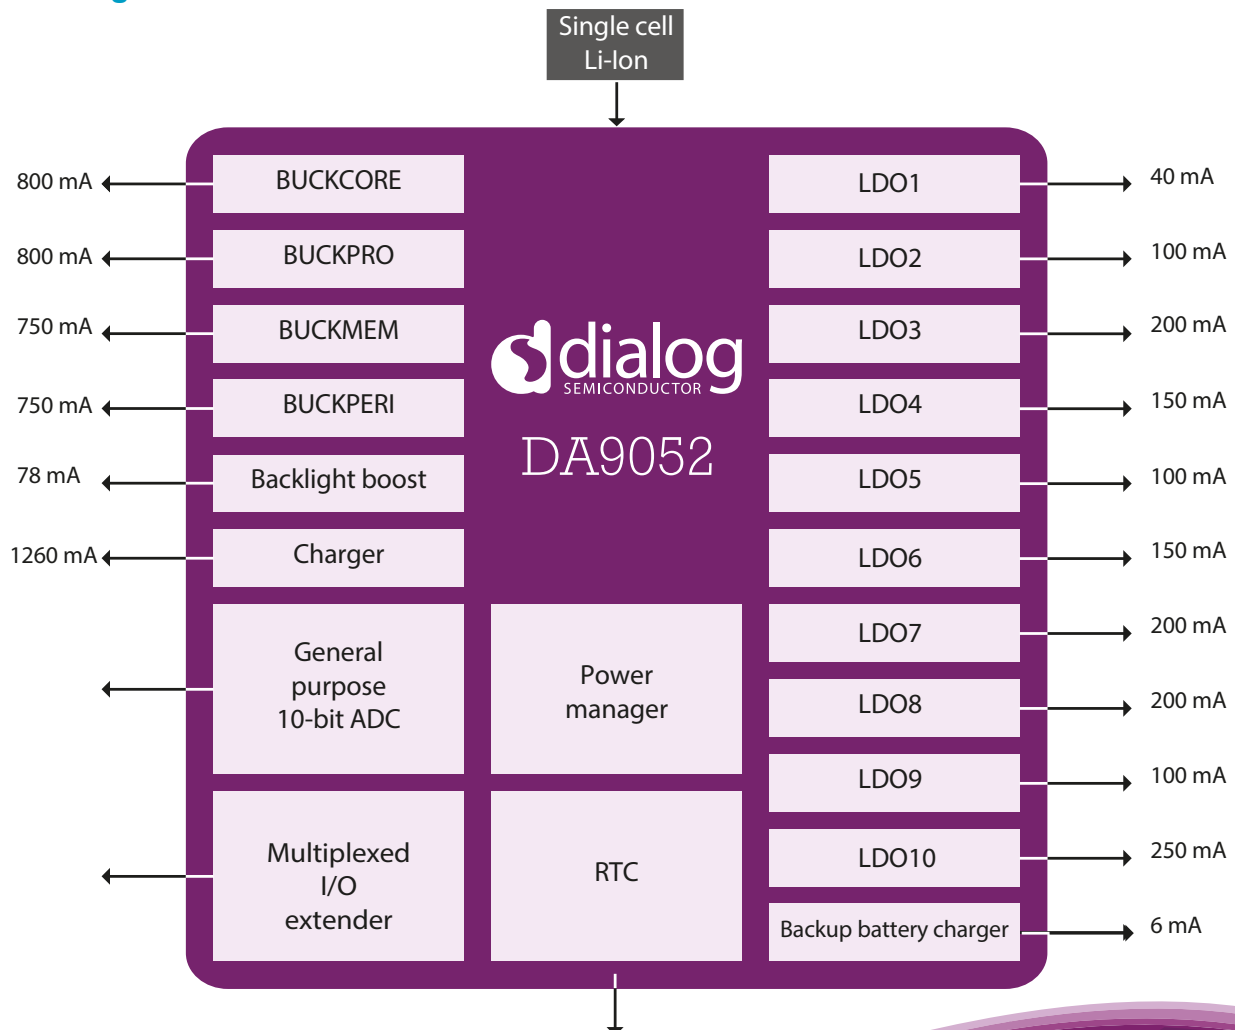 Single cell
Li-Ion
800 mA
BUCKCORE
800 mA
BUCKPRO
750 mA
BUCKMEM
750 mA
BUCKPERI
78 mA
Backlight boost
1260 mA
Charger
General
purpose
10-bit ADC
Multiplexed
I/O
extender
dialog
SEMICONDUCTOR
DA9052
Power
manager
RTC
LDO1
40 mA
LDO2
100 mA
LDO3
200 mA
LDO4
150 mA
LDO5
100 mA
LDO6
150 mA
LDO7
200 mA
LDO8
200 mA
LDO9
100 mA
LDO10
250 mA
Backup battery charger
6 mA